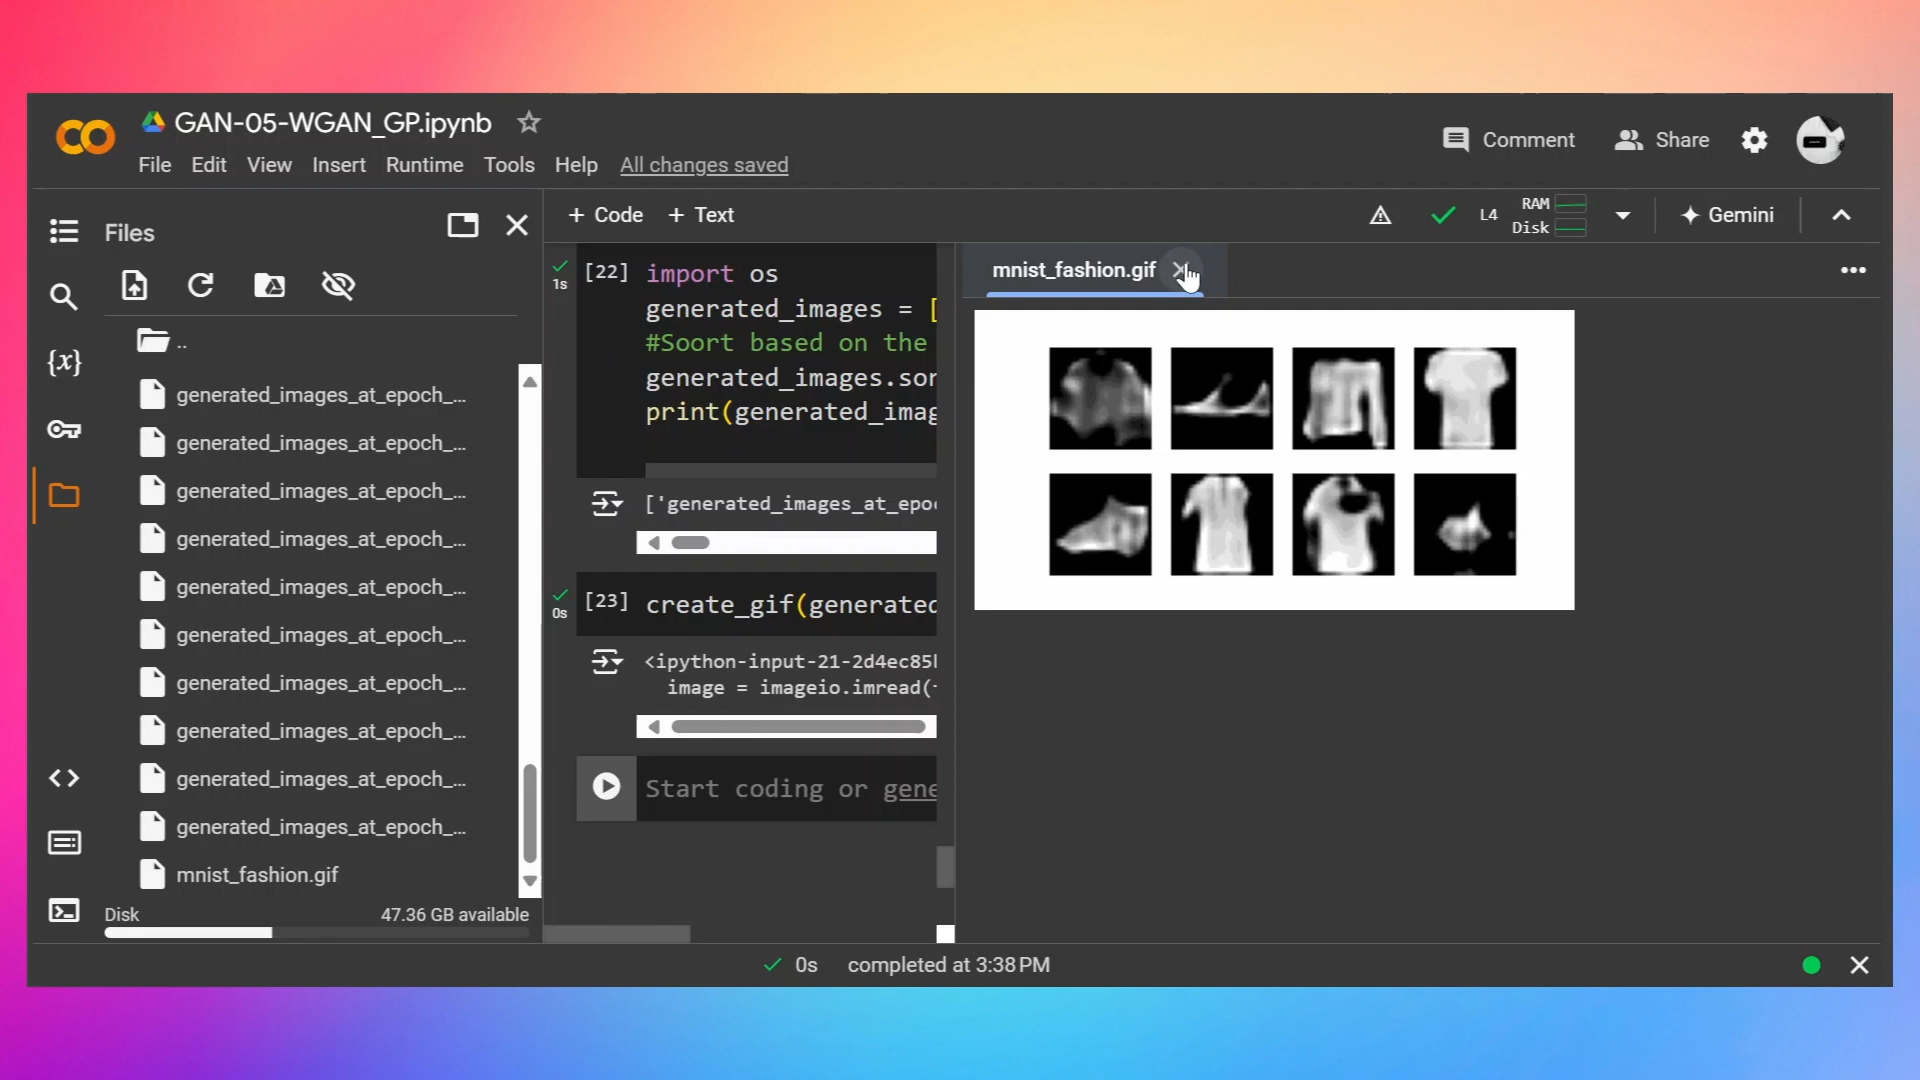 GAN-05-WGAN_GP.ipynb
File Edit View Insert Runtime Tools Help All changes saved
Comment Share
Files
+ Code + Text
L4 RAM Disk
Gemini
..
generated_images_at_epoch_...
generated_images_at_epoch_...
generated_images_at_epoch_...
generated_images_at_epoch_...
generated_images_at_epoch_...
generated_images_at_epoch_...
generated_images_at_epoch_...
generated_images_at_epoch_...
generated_images_at_epoch_...
generated_images_at_epoch_...
mnist_fashion.gif
Disk 47.36 GB available
1s
[22] import os
generated_images = [
#Soort based on the
generated_images.sor
print(generated_imag
['generated_images_at_epo
0s
[23] create_gif(generated
<ipython-input-21-2d4ec85
image = imageio.imread(
Start coding or gene
mnist_fashion.gif
0s completed at 3:38 PM